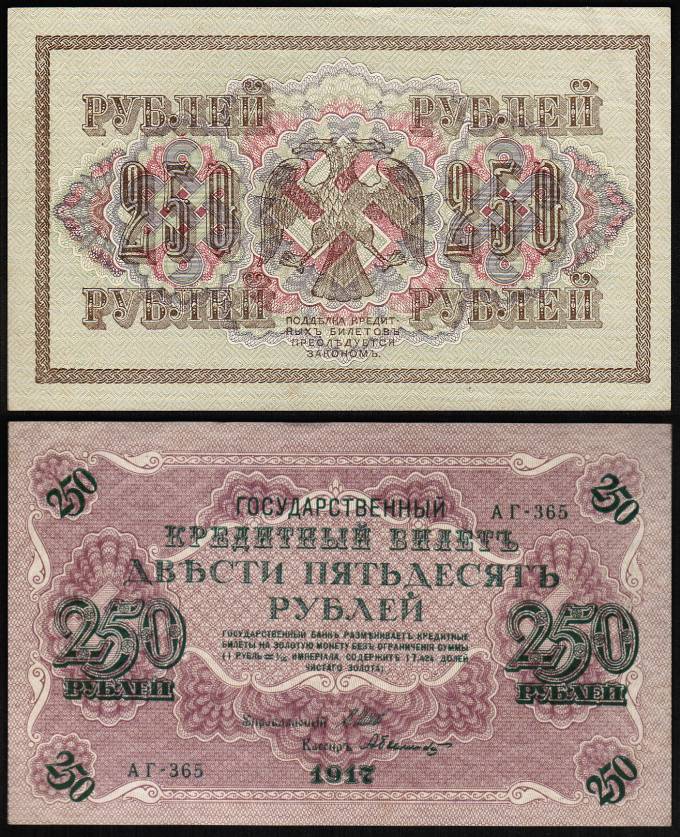 РУБЛЕЙ РУБЛЕЙ
250 250
РУБЛЕЙ РУБЛЕЙ
ПОДДѢЛКА КРЕДИТ-
НЫХЪ БИЛЕТОВЪ
ПРЕСЛѢДУЕТСЯ
ЗАКОНОМЪ.
250 250
ГОСУДАРСТВЕННЫЙ
АГ-365
КРЕДИТНЫЙ БИЛЕТЪ
ДВѢСТИ ПЯТЬДЕСЯТЪ
РУБЛЕЙ
250 РУБЛЕЙ
250 РУБЛЕЙ
ГОСУДАРСТВЕННЫЙ БАНКЪ РАЗМѢНИВАЕТЪ КРЕДИТНЫЕ
БИЛЕТЫ НА ЗОЛОТУЮ МОНЕТУ БЕЗЪ ОГРАНИЧЕНІЯ СУММЫ
(1 РУБЛЬ = 1/15 ИМПЕРІАЛА, СОДЕРЖИТЪ 17,424 ДОЛЕЙ
ЧИСТАГО ЗОЛОТА).
Управляющій
Кассиръ
250 АГ-365 1917 250